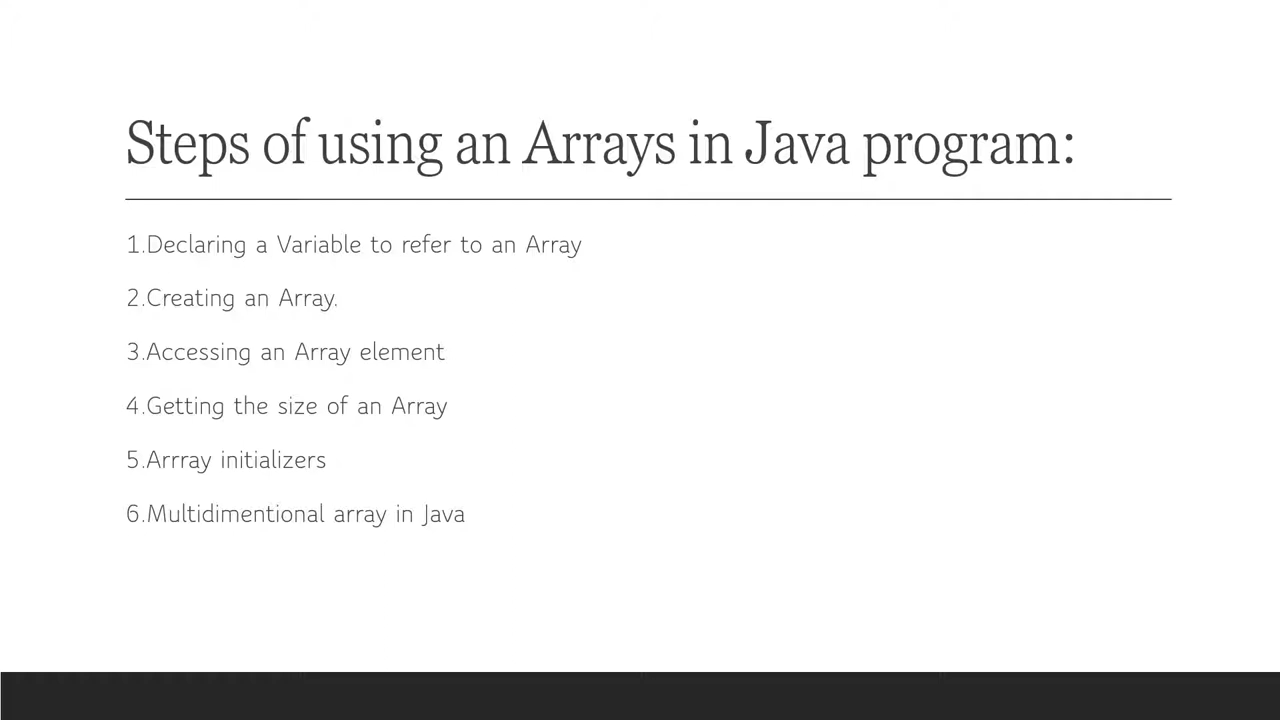 Steps of using an Arrays in Java program:
1.Declaring a Variable to refer to an Array
2.Creating an Array.
3.Accessing an Array element
4.Getting the size of an Array
5.Arrray initializers
6.Multidimentional array in Java